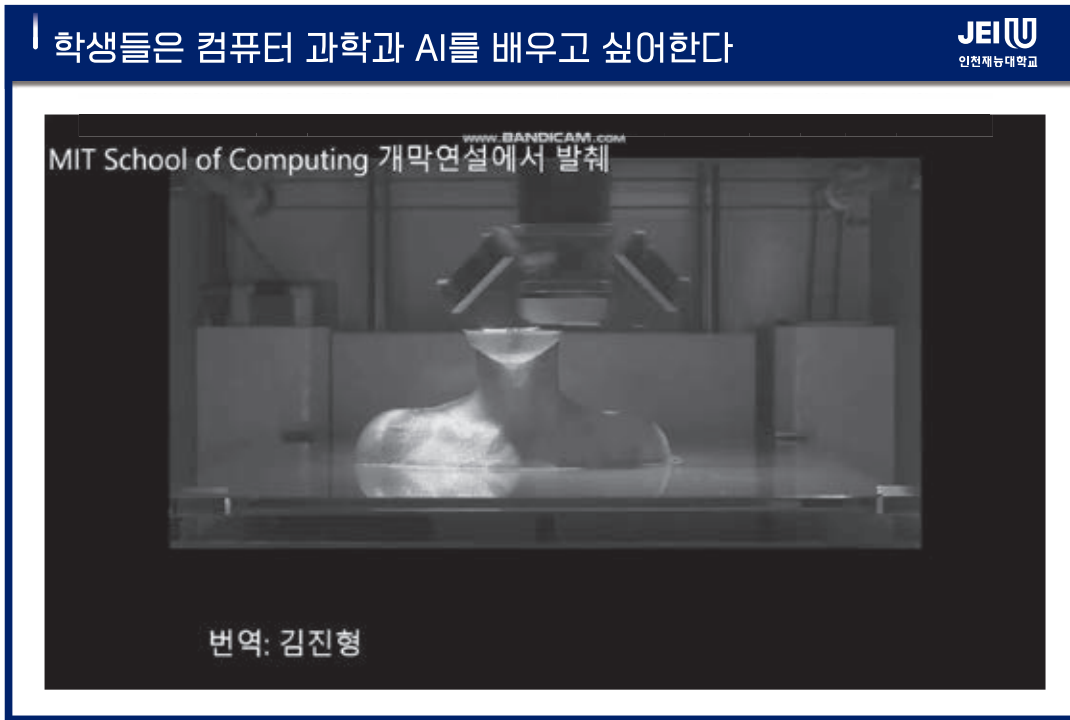 학생들은 컴퓨터 과학과 AI를 배우고 싶어한다
JEIU
인천재능대학교
www.BANDICAM.com
MIT School of Computing 개막연설에서 발췌
번역: 김진형